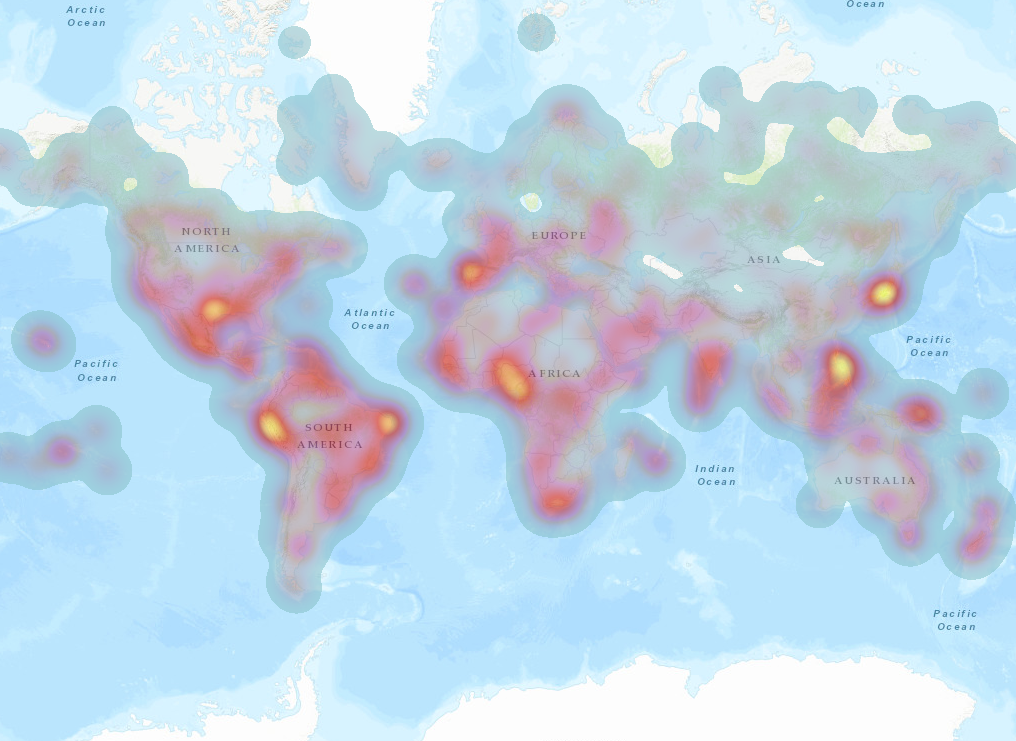 Arctic
Ocean
Ocean
NORTH
AMERICA
EUROPE
ASIA
Atlantic
Ocean
Pacific
Ocean
Pacific
Ocean
AFRICA
SOUTH
AMERICA
Indian
Ocean
AUSTRALIA
Pacific
Ocean